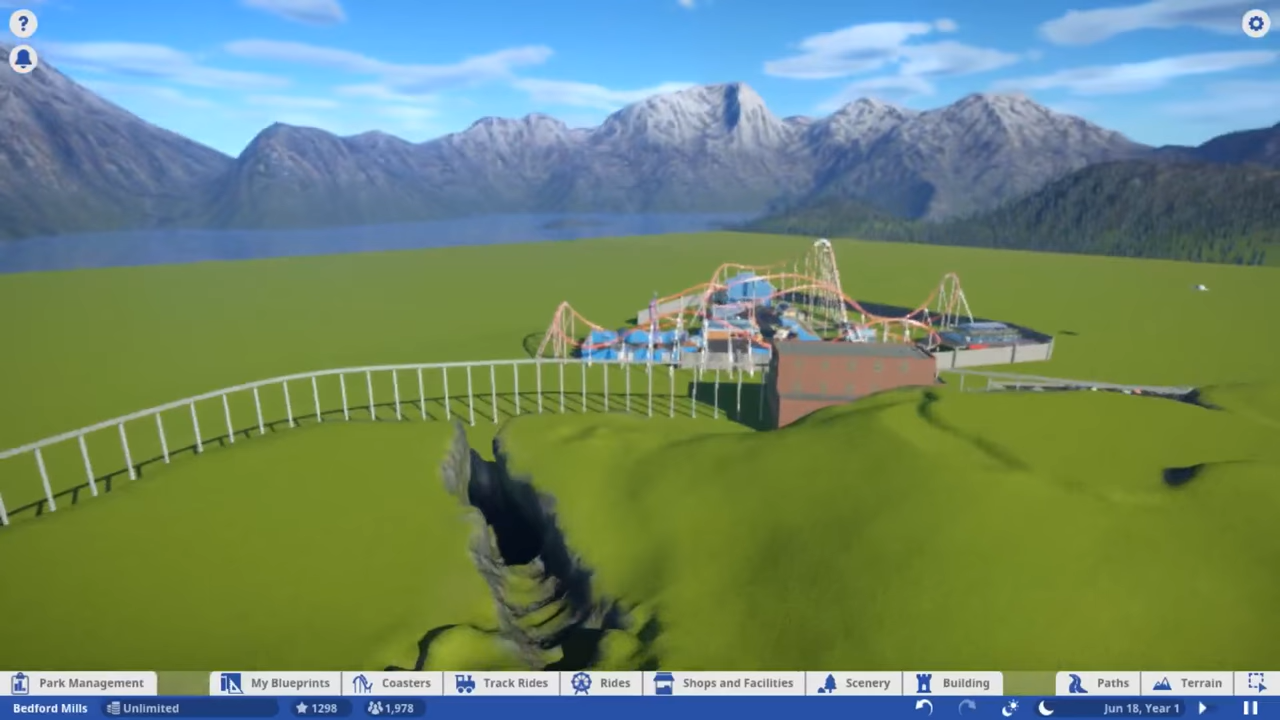 ?
Park Management
My Blueprints
Coasters
Track Rides
Rides
Shops and Facilities
Scenery
Building
Paths
Terrain
Bedford Mills
Unlimited
1298
1,978
Jun 18, Year 1